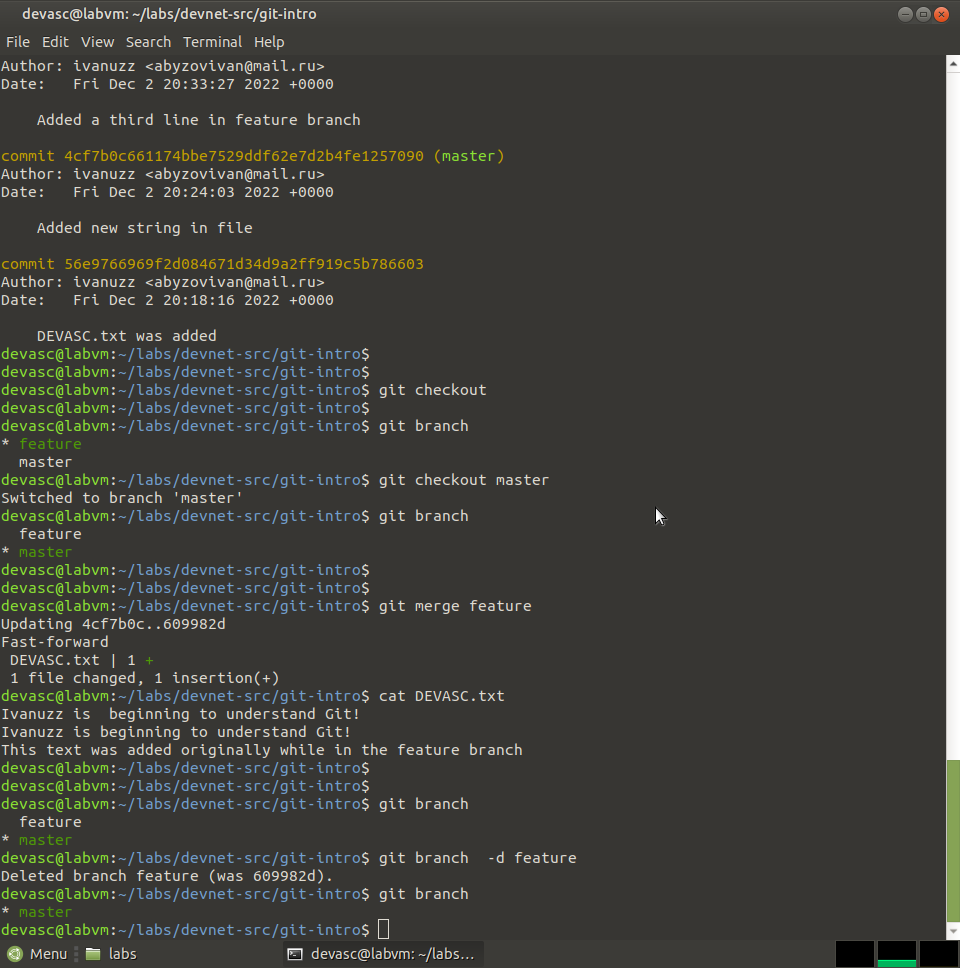 devasc@labvm: ~/labs/devnet-src/git-intro
File Edit View Search Terminal Help
Author: ivanuzz <abyzovivan@mail.ru>
Date:   Fri Dec 2 20:33:27 2022 +0000
    Added a third line in feature branch
commit 4cf7b0c661174bbe7529ddf62e7d2b4fe1257090 (master)
Author: ivanuzz <abyzovivan@mail.ru>
Date:   Fri Dec 2 20:24:03 2022 +0000
    Added new string in file
commit 56e9766969f2d084671d34d9a2ff919c5b786603
Author: ivanuzz <abyzovivan@mail.ru>
Date:   Fri Dec 2 20:18:16 2022 +0000
    DEVASC.txt was added
devasc@labvm:~/labs/devnet-src/git-intro$
devasc@labvm:~/labs/devnet-src/git-intro$
devasc@labvm:~/labs/devnet-src/git-intro$ git checkout
devasc@labvm:~/labs/devnet-src/git-intro$
devasc@labvm:~/labs/devnet-src/git-intro$ git branch
* feature
  master
devasc@labvm:~/labs/devnet-src/git-intro$ git checkout master
Switched to branch 'master'
devasc@labvm:~/labs/devnet-src/git-intro$ git branch
  feature
* master
devasc@labvm:~/labs/devnet-src/git-intro$
devasc@labvm:~/labs/devnet-src/git-intro$
devasc@labvm:~/labs/devnet-src/git-intro$ git merge feature
Updating 4cf7b0c..609982d
Fast-forward
 DEVASC.txt | 1 +
 1 file changed, 1 insertion(+)
devasc@labvm:~/labs/devnet-src/git-intro$ cat DEVASC.txt
Ivanuzz is  beginning to understand Git!
Ivanuzz is beginning to understand Git!
This text was added originally while in the feature branch
devasc@labvm:~/labs/devnet-src/git-intro$
devasc@labvm:~/labs/devnet-src/git-intro$
devasc@labvm:~/labs/devnet-src/git-intro$ git branch
  feature
* master
devasc@labvm:~/labs/devnet-src/git-intro$ git branch  -d feature
Deleted branch feature (was 609982d).
devasc@labvm:~/labs/devnet-src/git-intro$ git branch
* master
devasc@labvm:~/labs/devnet-src/git-intro$
Menu labs devasc@labvm: ~/labs...